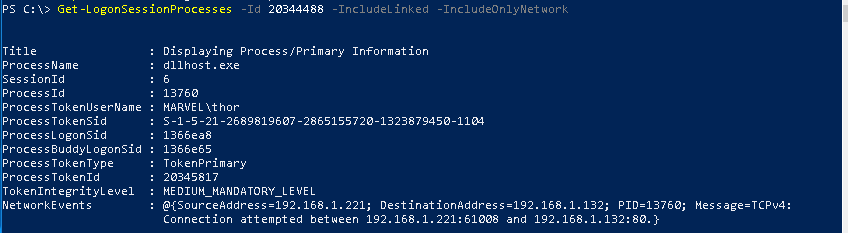 PS C:\> Get-LogonSessionProcesses -Id 20344488 -IncludeLinked -IncludeOnlyNetwork
Title : Displaying Process/Primary Information
ProcessName : dllhost.exe
SessionId : 6
ProcessId : 13760
ProcessTokenUserName : MARVEL\thor
ProcessTokenSid : S-1-5-21-2689819607-2865155720-1323879450-1104
ProcessLogonSid : 1366ea8
ProcessBuddyLogonSid : 1366e65
ProcessTokenType : TokenPrimary
ProcessTokenId : 20345817
TokenIntegrityLevel : MEDIUM_MANDATORY_LEVEL
NetworkEvents : @{SourceAddress=192.168.1.221; DestinationAddress=192.168.1.132; PID=13760; Message=TCPv4:
Connection attempted between 192.168.1.221:61008 and 192.168.1.132:80.}